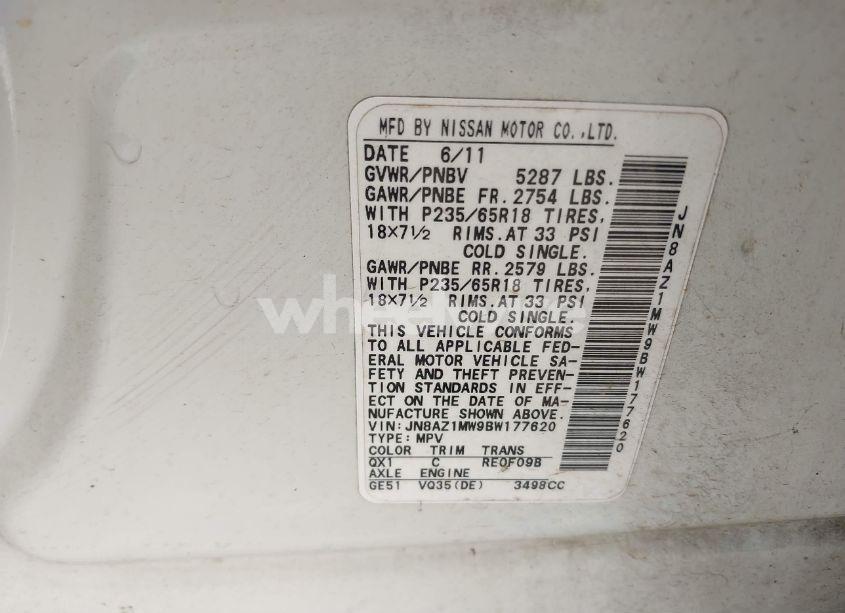 MFD BY NISSAN MOTOR CO.,LTD.
DATE 6/11
GVWR/PNBV 5287 LBS.
GAWR/PNBE FR. 2754 LBS.
WITH P235/65R18 TIRES,
18×7½ RIMS.AT 33 PSI
COLD SINGLE.
GAWR/PNBE RR. 2579 LBS.
WITH P235/65R18 TIRES,
18×7½ RIMS.AT 33 PSI
COLD SINGLE.
THIS VEHICLE CONFORMS
TO ALL APPLICABLE FED-
ERAL MOTOR VEHICLE SA-
FETY AND THEFT PREVEN-
TION STANDARDS IN EFF-
ECT ON THE DATE OF MA-
NUFACTURE SHOWN ABOVE.
VIN: JN8AZ1MW9BW177620
TYPE: MPV
COLOR TRIM TRANS
QX1 C RE0F09B
AXLE ENGINE
GE51 VQ35(DE) 3498CC
JN8AZ1MW9BW177620